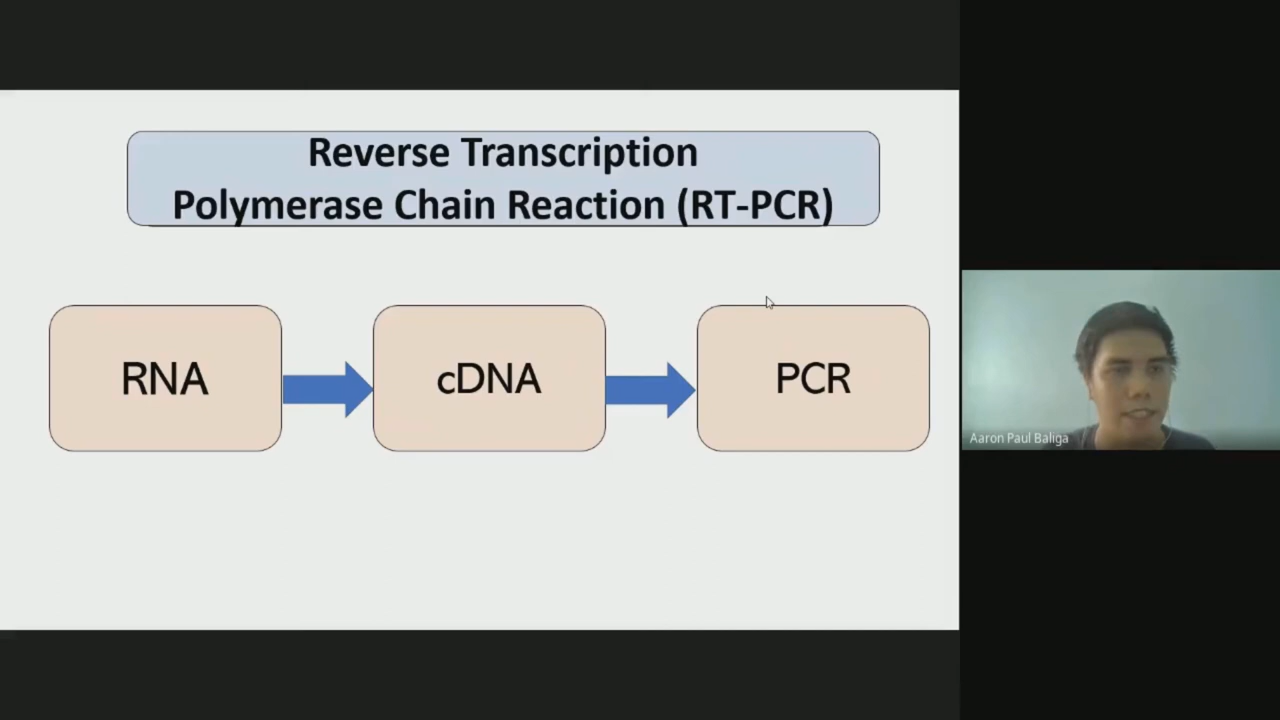 Reverse Transcription
Polymerase Chain Reaction (RT-PCR)
RNA
cDNA
PCR
Aaron Paul Baliga